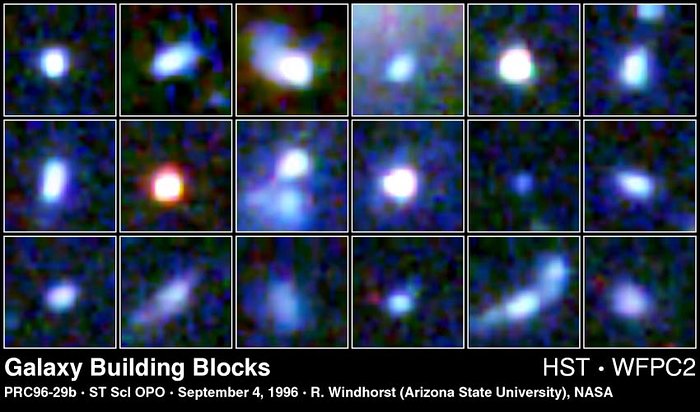 Galaxy Building Blocks HST • WFPC2
PRC96-29b • ST ScI OPO • September 4, 1996 • R. Windhorst (Arizona State University), NASA